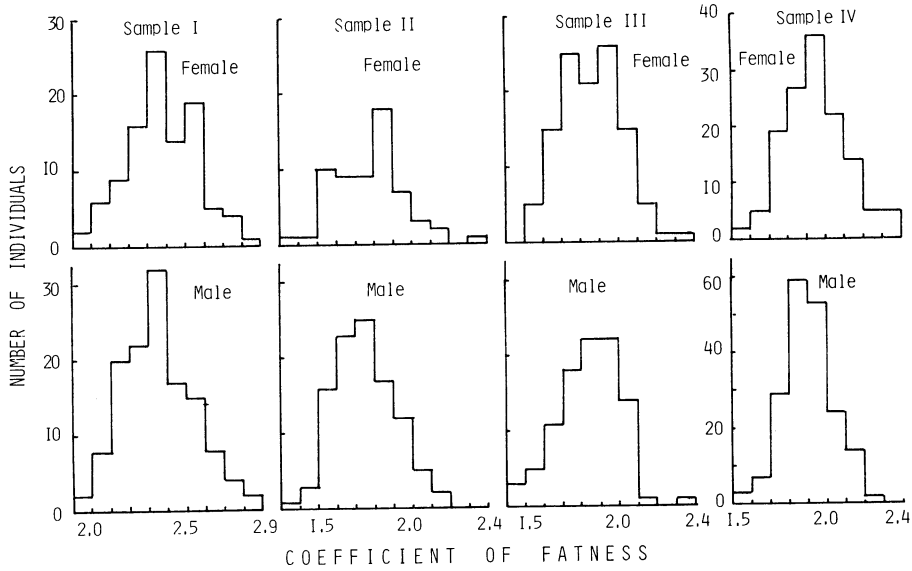 Sample I
Sample II
Sample III
Sample IV
30
20
10
0
Female
Female
Female
40
30
20
10
0
Female
30
20
10
0
Male
Male
Male
60
40
20
0
Male
2.0 2.5 2.9
1.5 2.0 2.4
1.5 2.0 2.4
1.5 2.0 2.4
NUMBER OF INDIVIDUALS
COEFFICIENT OF FATNESS